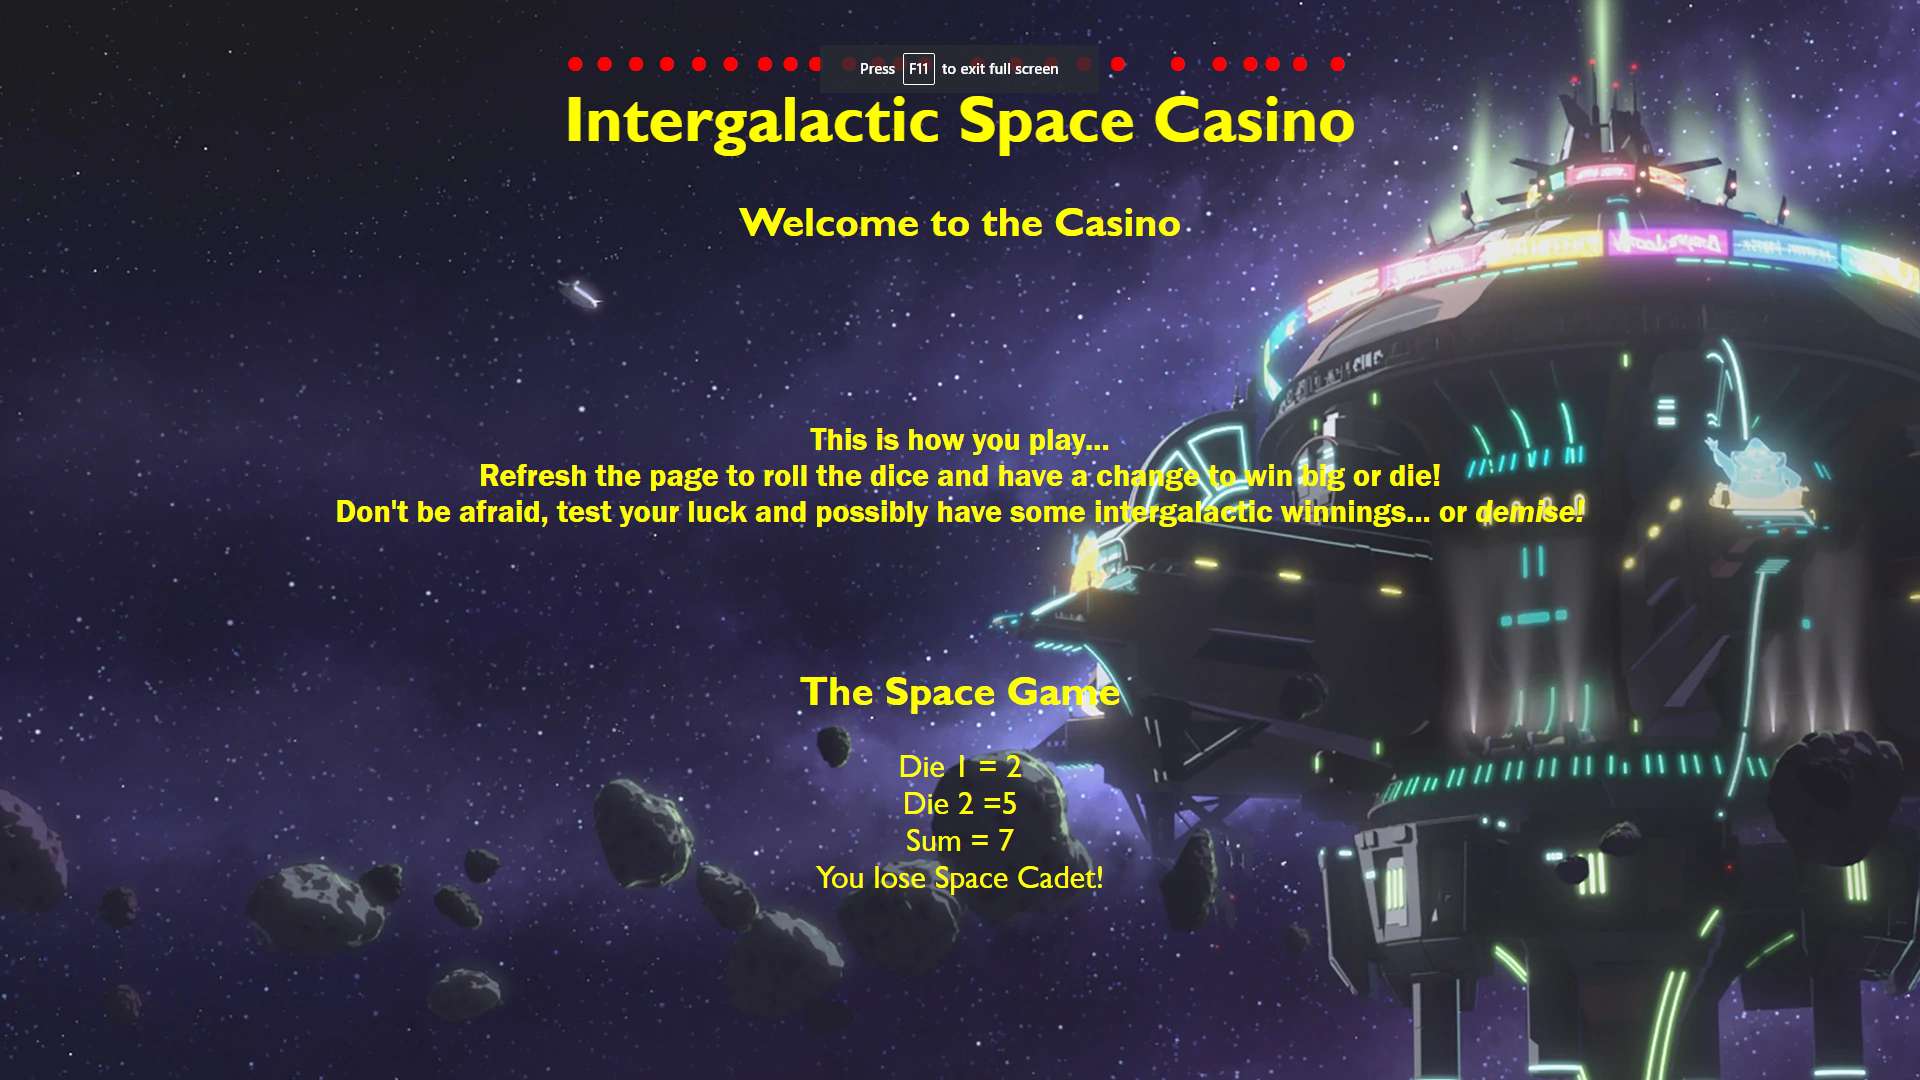 Press F11 to exit full screen
Intergalactic Space Casino
Welcome to the Casino
This is how you play...
Refresh the page to roll the dice and have a change to win big or die!
Don't be afraid, test your luck and possibly have some intergalactic winnings... or demise!
The Space Game
Die 1 = 2
Die 2 =5
Sum = 7
You lose Space Cadet!